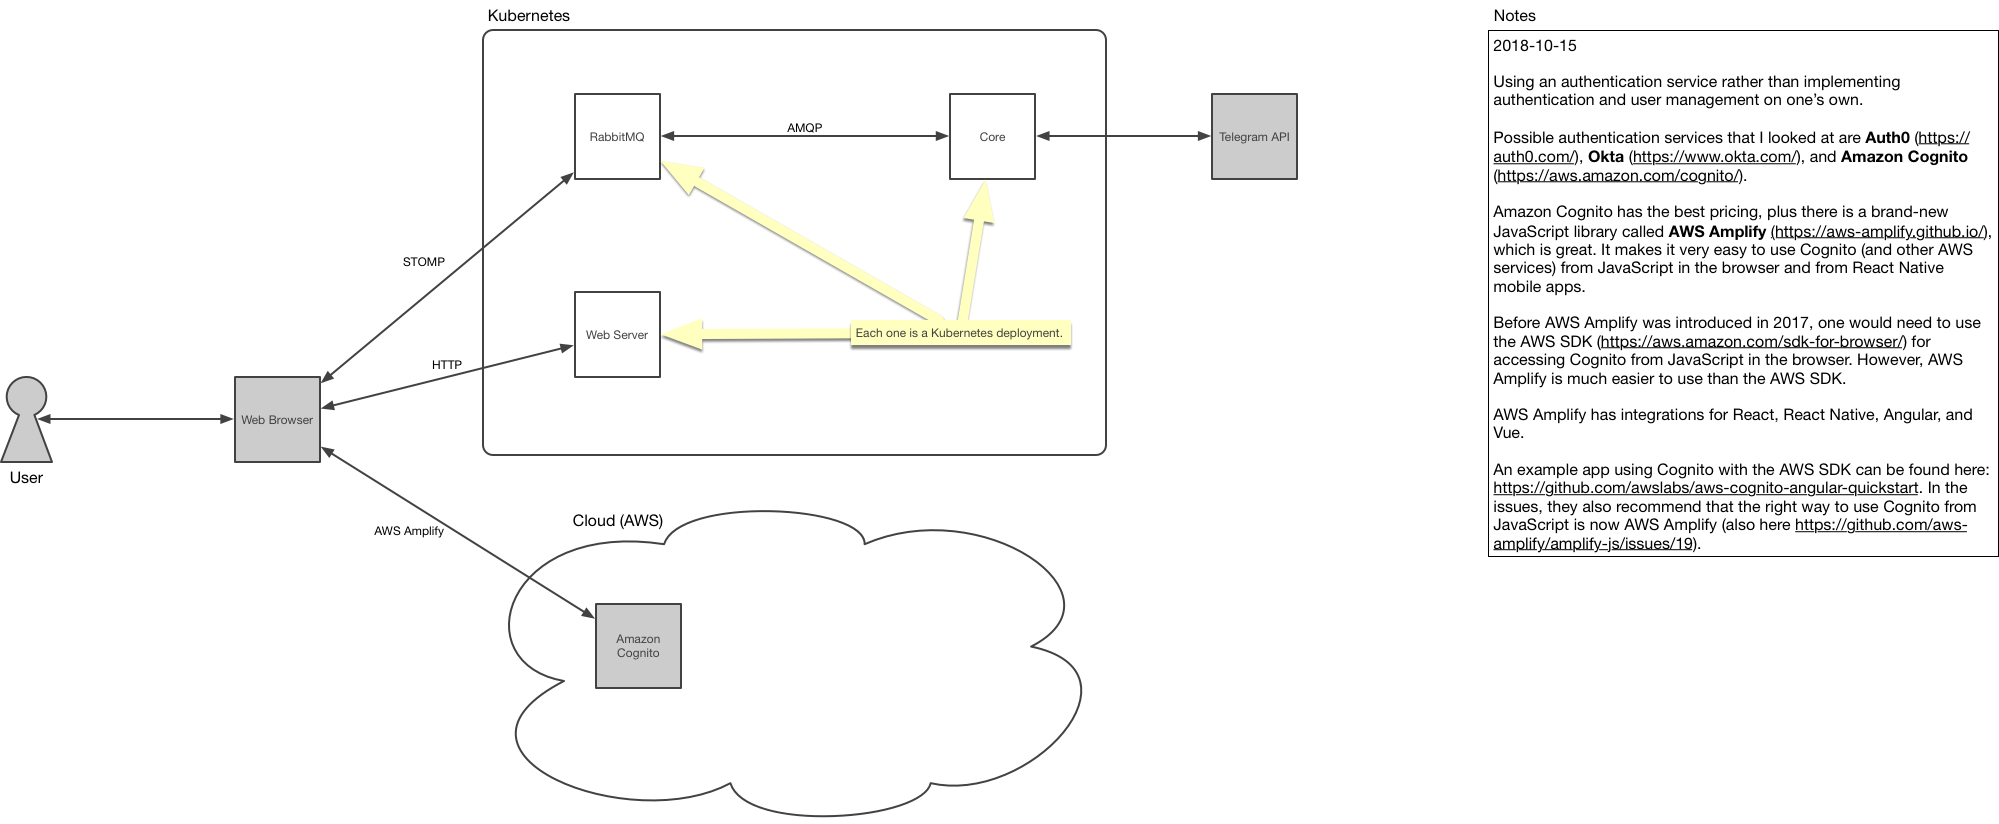 Kubernetes
RabbitMQ
AMQP
Core
Telegram API
STOMP
Web Server
Each one is a Kubernetes deployment.
HTTP
Web Browser
User
AWS Amplify
Cloud (AWS)
Amazon
Cognito
Notes
2018-10-15
Using an authentication service rather than implementing
authentication and user management on one’s own.
Possible authentication services that I looked at are Auth0 (https://
auth0.com/), Okta (https://www.okta.com/), and Amazon Cognito
(https://aws.amazon.com/cognito/).
Amazon Cognito has the best pricing, plus there is a brand-new
JavaScript library called AWS Amplify (https://aws-amplify.github.io/),
which is great. It makes it very easy to use Cognito (and other AWS
services) from JavaScript in the browser and from React Native
mobile apps.
Before AWS Amplify was introduced in 2017, one would need to use
the AWS SDK (https://aws.amazon.com/sdk-for-browser/) for
accessing Cognito from JavaScript in the browser. However, AWS
Amplify is much easier to use than the AWS SDK.
AWS Amplify has integrations for React, React Native, Angular, and
Vue.
An example app using Cognito with the AWS SDK can be found here:
https://github.com/awslabs/aws-cognito-angular-quickstart. In the
issues, they also recommend that the right way to use Cognito from
JavaScript is now AWS Amplify (also here https://github.com/aws-
amplify/amplify-js/issues/19).